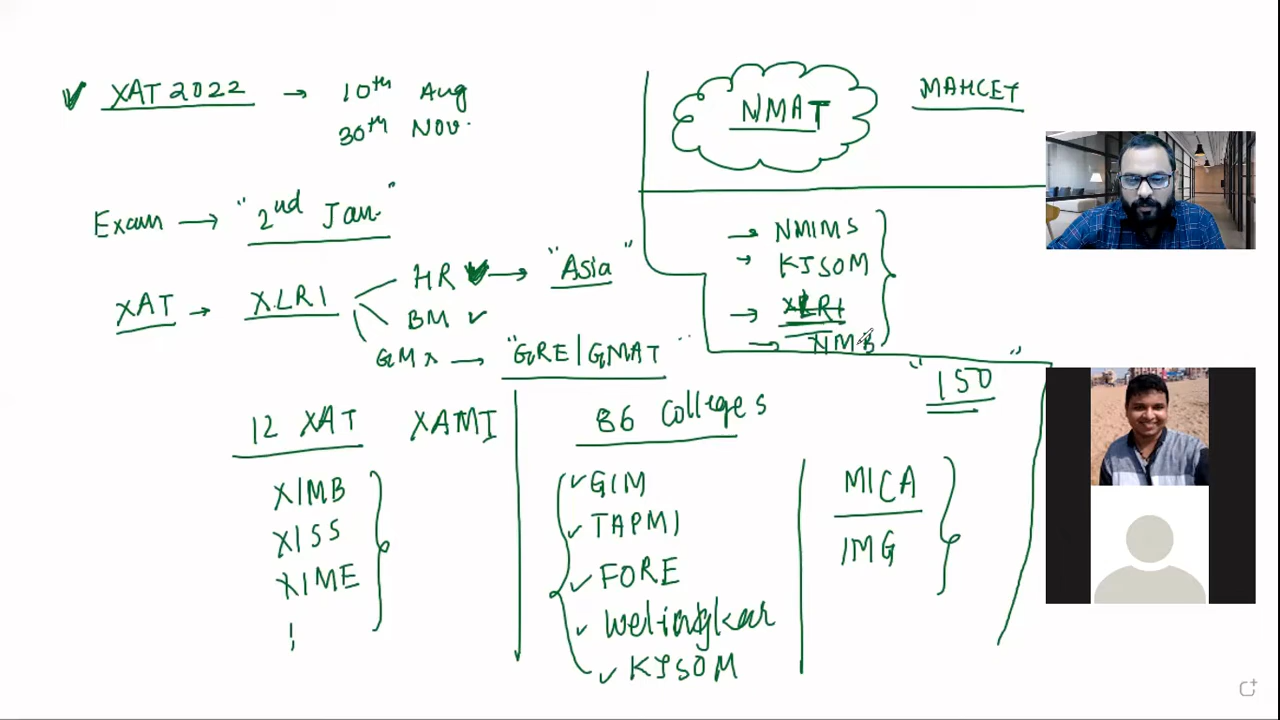 XAT 2022 → 10th Aug
30th NOV.
Exam → "2nd Jan"
XAT → XLRI
HR → "Asia"
BM ✓
GM x → "GRE/GMAT"
12 XAT XAMI
XIMB
XISS
XIME
86 Colleges
✓ GIM
✓ TAPMI
✓ FORE
✓ Welingkar
✓ KJSOM
MICA
IMG
NMAT
MAHCET
→ NMIMS
→ KJSOM
→ XLRI
→ NMB
"150"